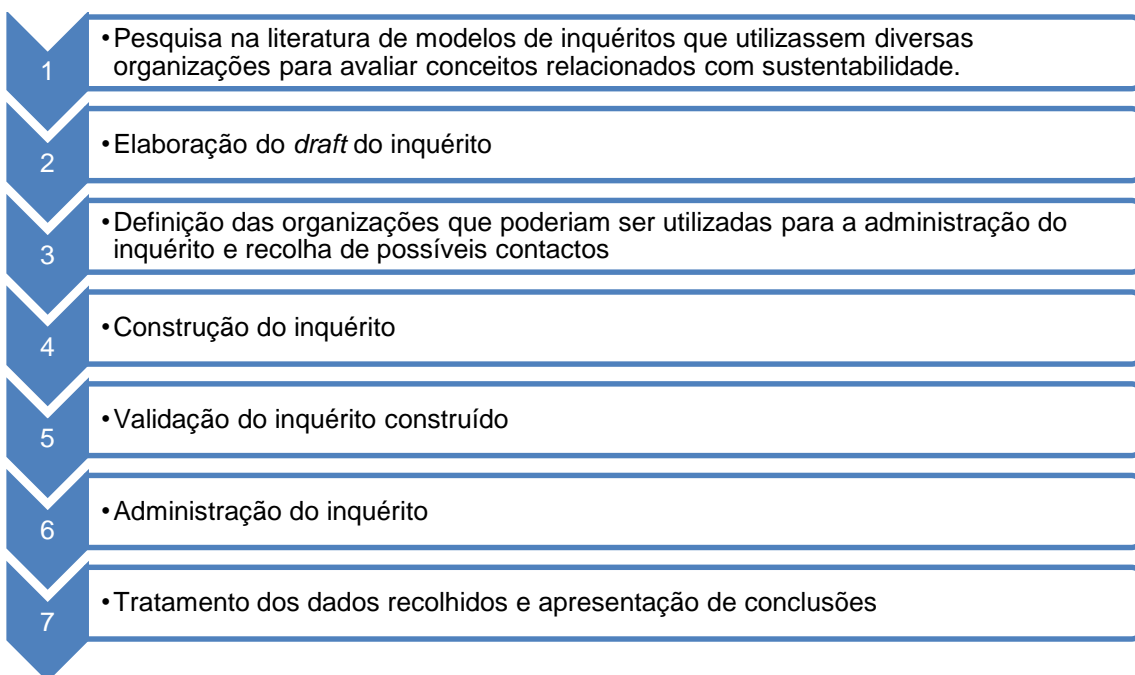 1
•Pesquisa na literatura de modelos de inquéritos que utilizassem diversas
organizações para avaliar conceitos relacionados com sustentabilidade.
2
•Elaboração do draft do inquérito
3
•Definição das organizações que poderiam ser utilizadas para a administração do
inquérito e recolha de possíveis contactos
4
•Construção do inquérito
5
•Validação do inquérito construído
6
•Administração do inquérito
7
•Tratamento dos dados recolhidos e apresentação de conclusões